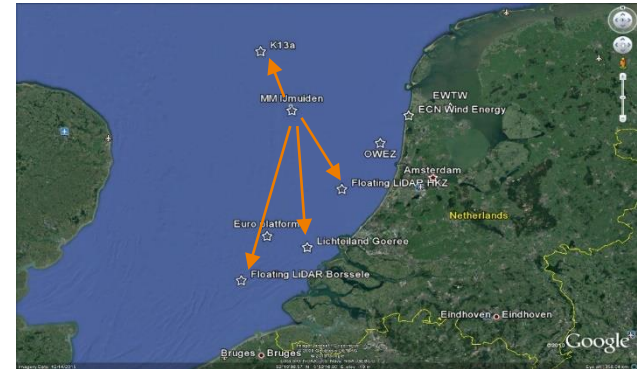 K13a
MM IJmuiden
EWTW
ECN Wind Energy
OWEZ
Amsterdam
Floating LiDAR HKZ
Netherlands
Euro platform
Lichteiland Goeree
Floating LiDAR Borssele
Eindhoven
Eindhoven
Bruges
Bruges
Google